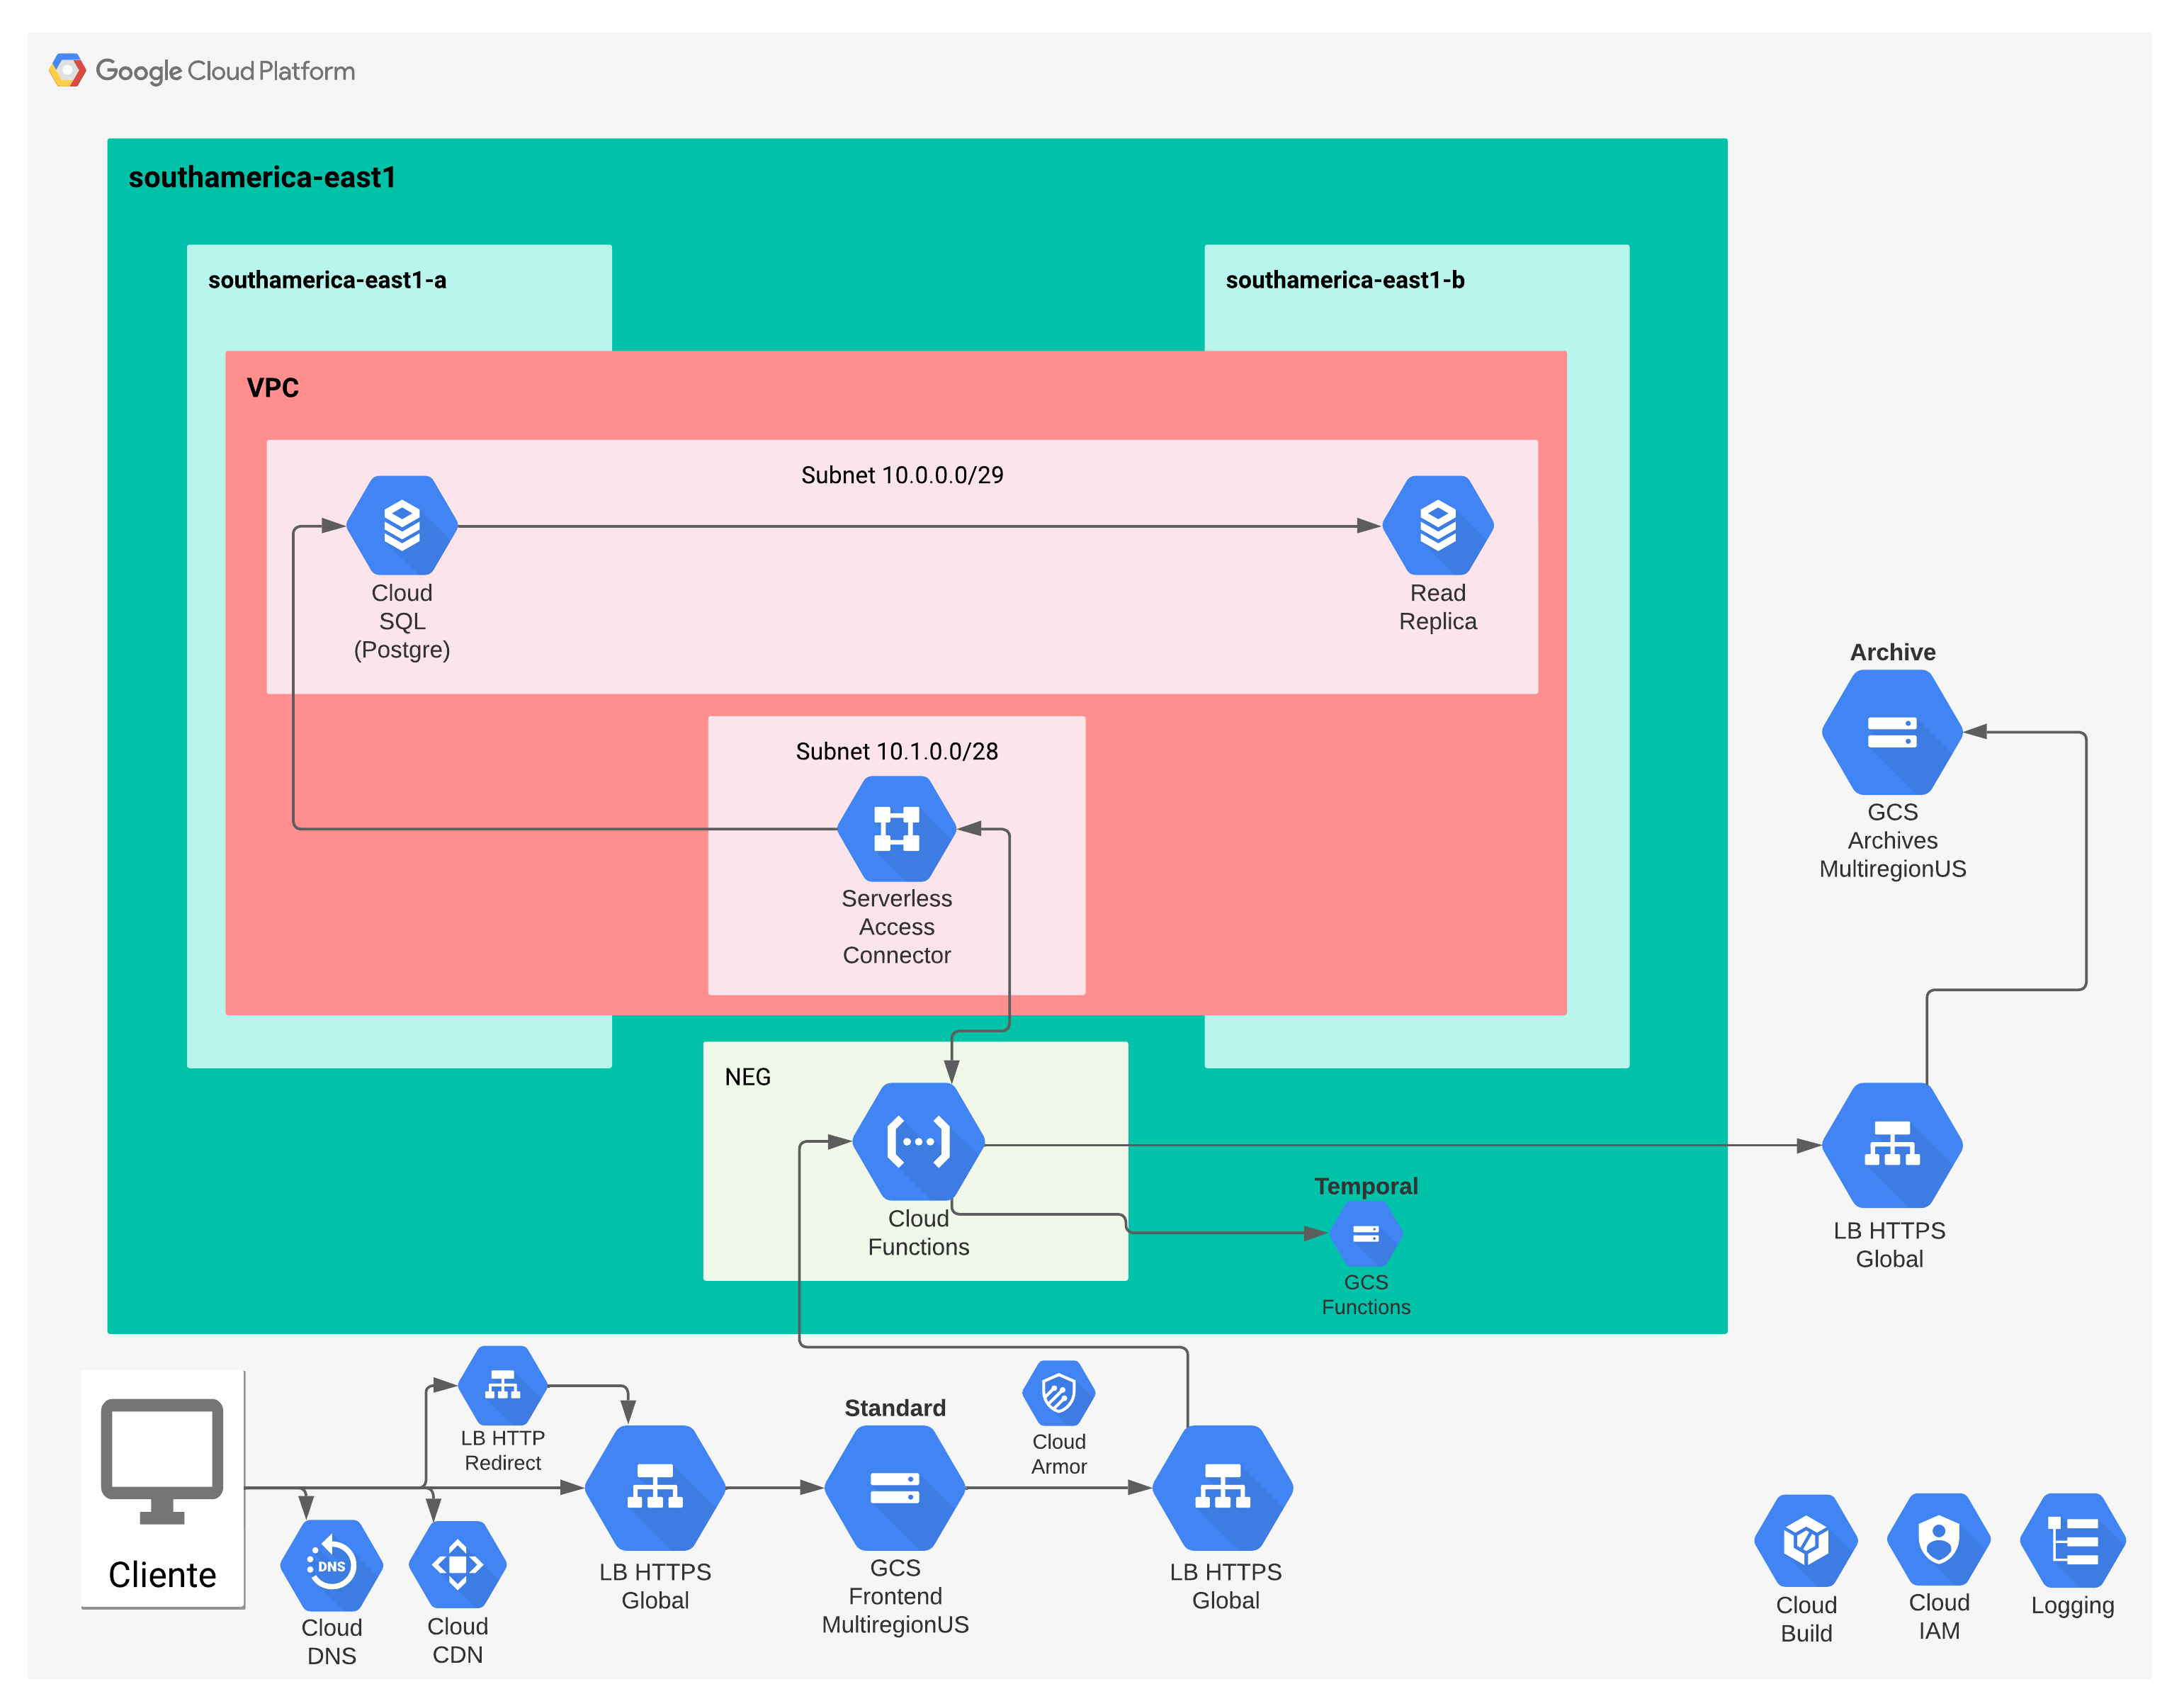 Google Cloud Platform
southamerica-east1
southamerica-east1-a
southamerica-east1-b
VPC
Subnet 10.0.0.0/29
Cloud
SQL
(Postgre)
Read
Replica
Subnet 10.1.0.0/28
Serverless
Access
Connector
Archive
GCS
Archives
MultiregionUS
NEG
Cloud
Functions
Temporal
GCS
Functions
LB HTTPS
Global
Cliente
DNS
Cloud
DNS
Cloud
CDN
LB HTTP
Redirect
LB HTTPS
Global
Standard
GCS
Frontend
MultiregionUS
Cloud
Armor
LB HTTPS
Global
Cloud
Build
Cloud
IAM
Logging